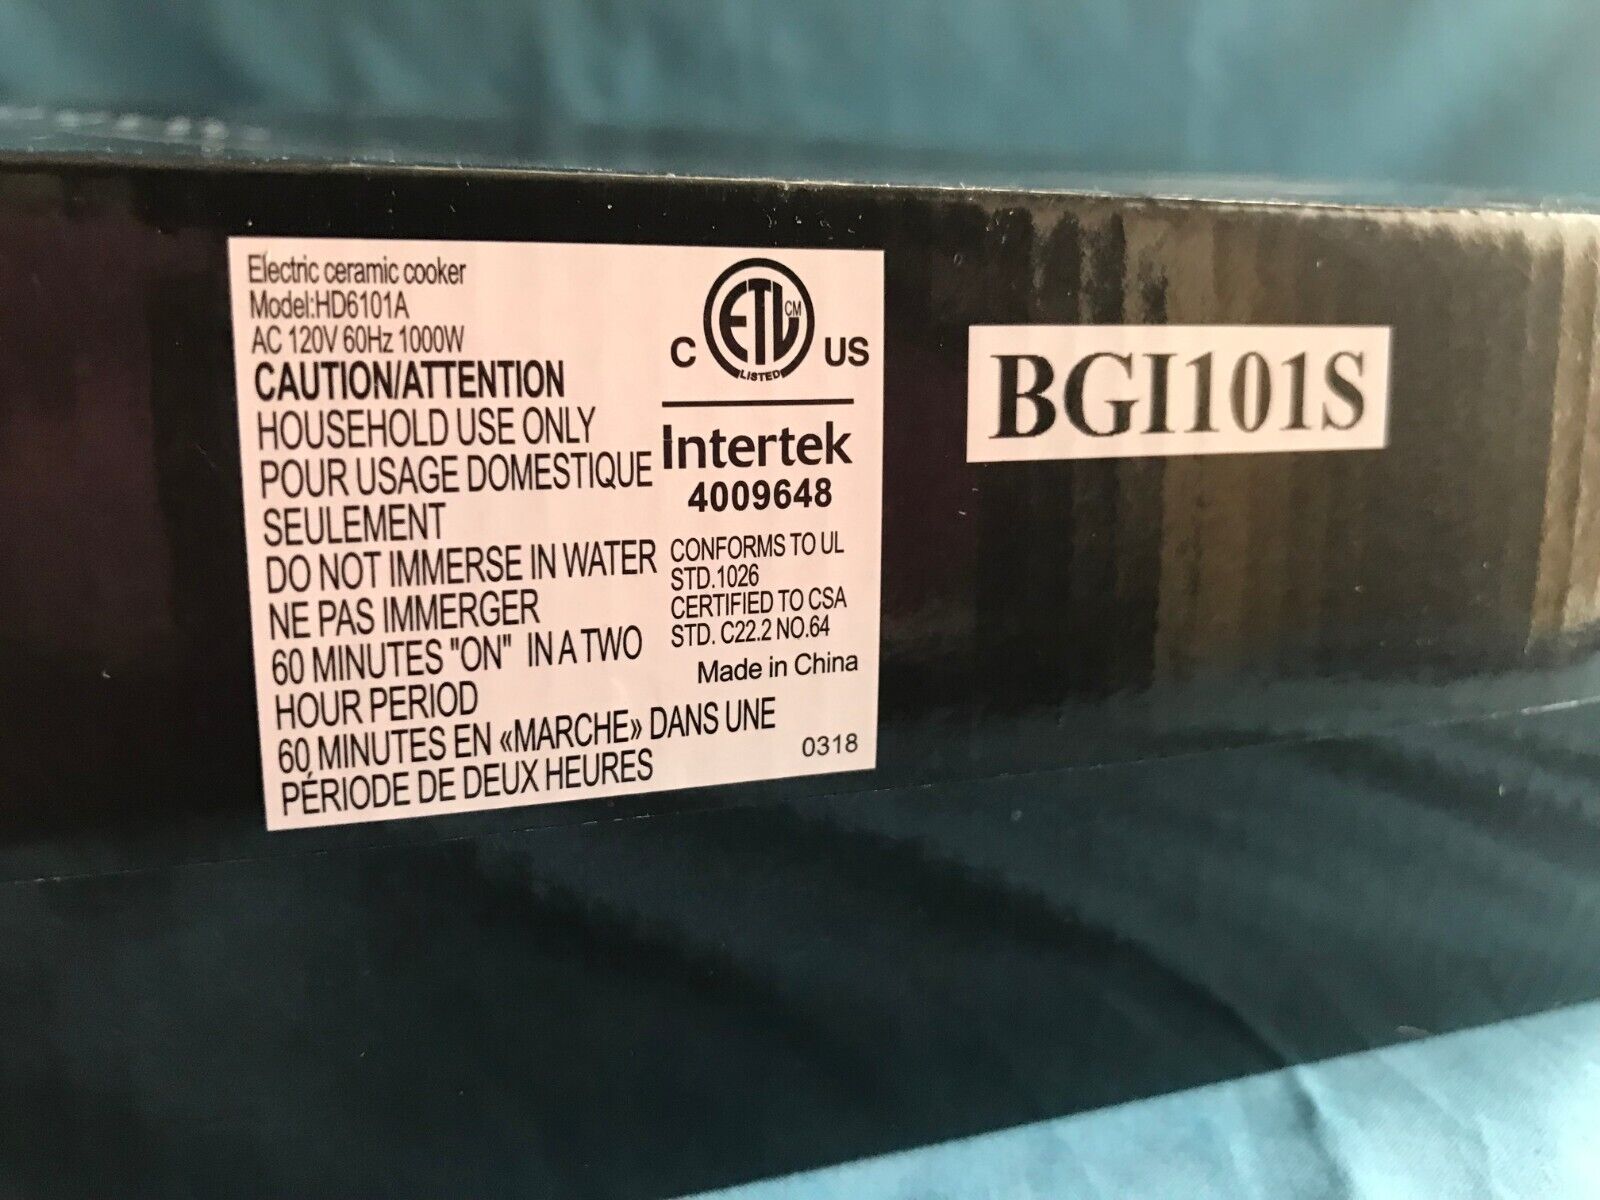 Electric ceramic cooker
Model:HD6101A
AC 120V 60Hz 1000W
CAUTION/ATTENTION
HOUSEHOLD USE ONLY
POUR USAGE DOMESTIQUE
SEULEMENT
DO NOT IMMERSE IN WATER
NE PAS IMMERGER
60 MINUTES "ON" IN A TWO
HOUR PERIOD
60 MINUTES EN «MARCHE» DANS UNE
PÉRIODE DE DEUX HEURES
ETL CM
LISTED
C US
Intertek
4009648
CONFORMS TO UL
STD.1026
CERTIFIED TO CSA
STD. C22.2 NO.64
Made in China
0318
BGI101S